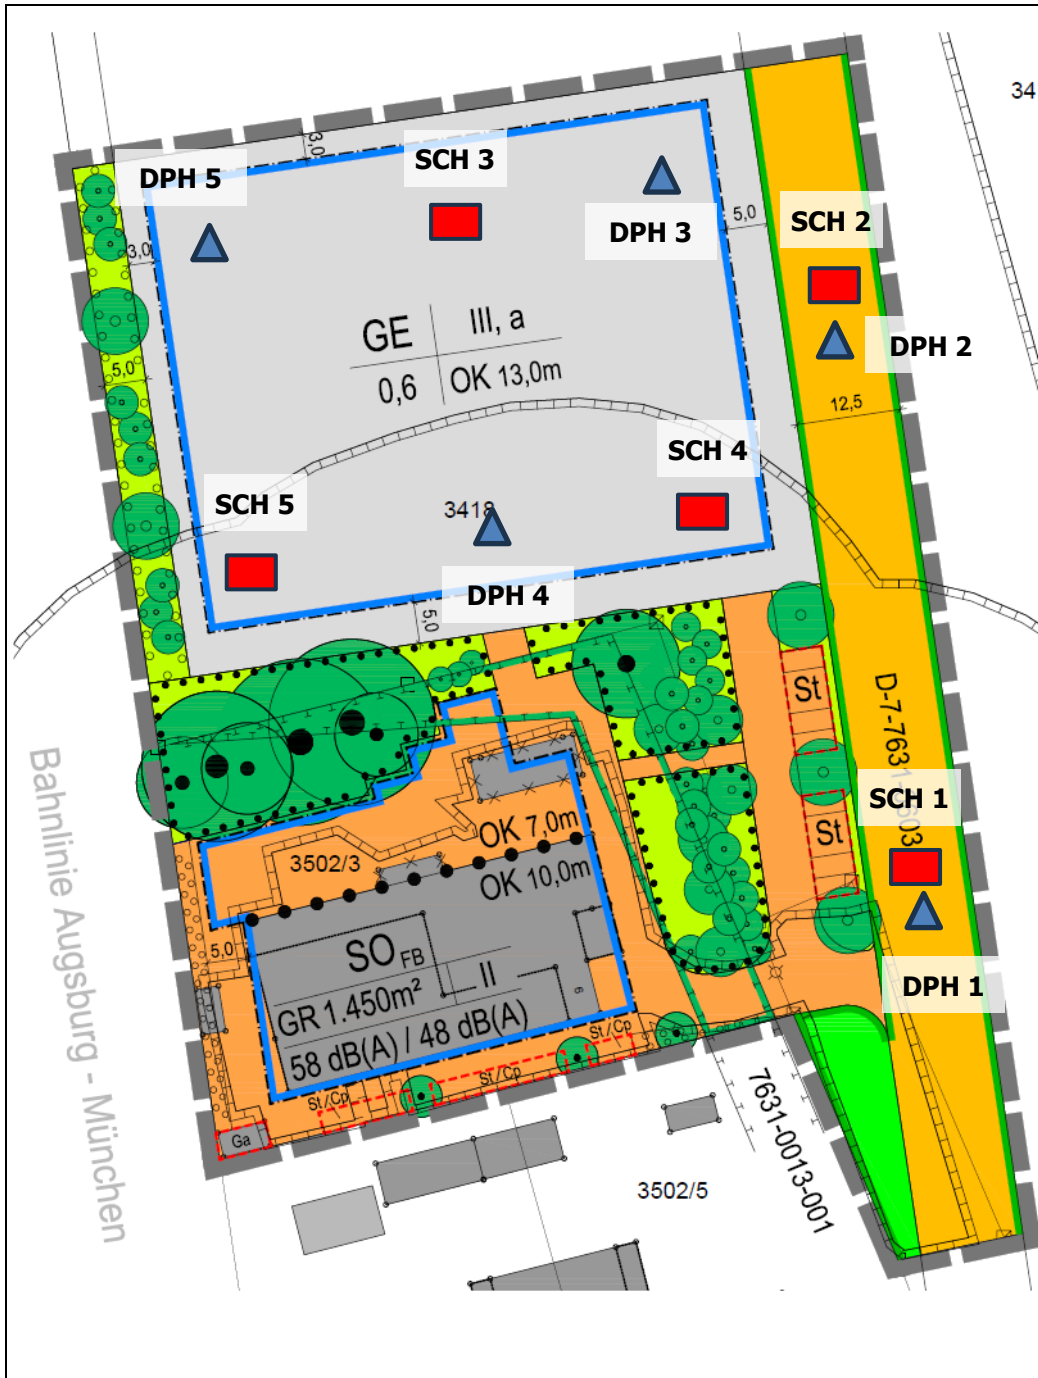 34
3,0
SCH 3
DPH 5
SCH 2
5,0
DPH 3
3,0
GE
III, a
0,6
OK 13,0m
DPH 2
5,0
12,5
SCH 4
SCH 5
3418
DPH 4
5,0
St
SCH 1
St
OK 7,0m
3502/3
OK 10,0m
SO FB
II
5,0
GR 1.450m²
6
58 dB(A) / 48 dB(A)
DPH 1
St / Cp
St / Cp
St / Cp
Ga
Bahnlinie Augsburg - München
7631-0013-001
3502/5